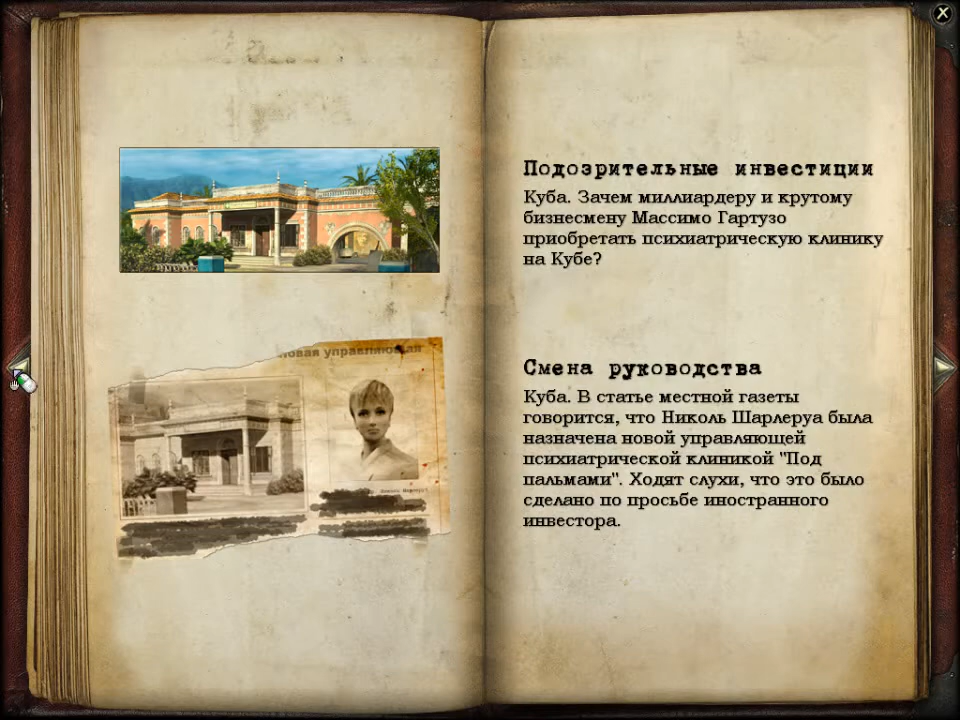 Подозрительные инвестиции
Куба. Зачем миллиардеру и крутому
бизнесмену Массимо Гартузо
приобретать психиатрическую клинику
на Кубе?
Новая управляющая
Смена руководства
Куба. В статье местной газеты
говорится, что Николь Шарлеруа была
назначена новой управляющей
психиатрической клиникой "Под
пальмами". Ходят слухи, что это было
сделано по просьбе иностранного
инвестора.